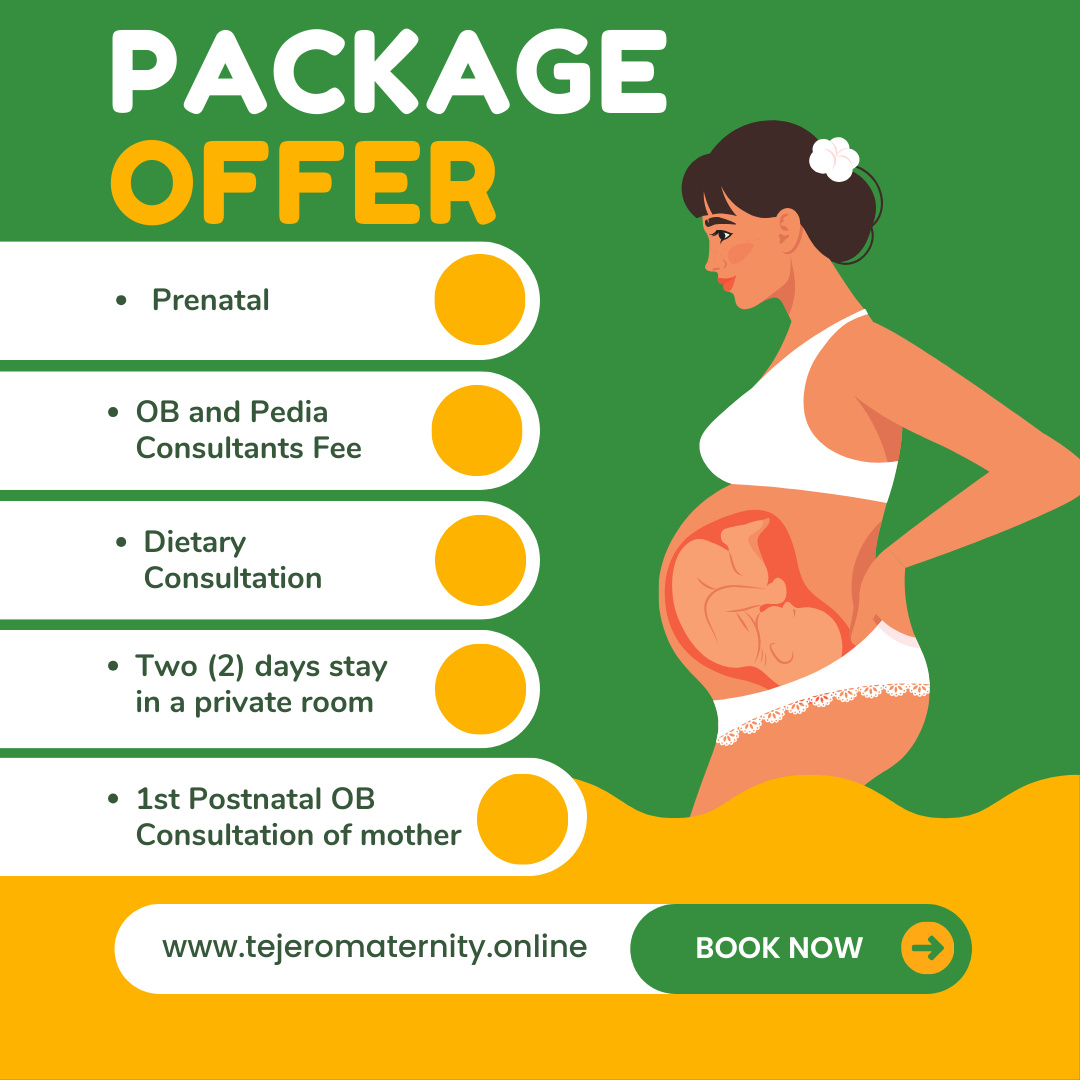 PACKAGE
OFFER
• Prenatal
• OB and Pedia
Consultants Fee
• Dietary
Consultation
• Two (2) days stay
in a private room
• 1st Postnatal OB
Consultation of mother
www.tejeromaternity.online
BOOK NOW